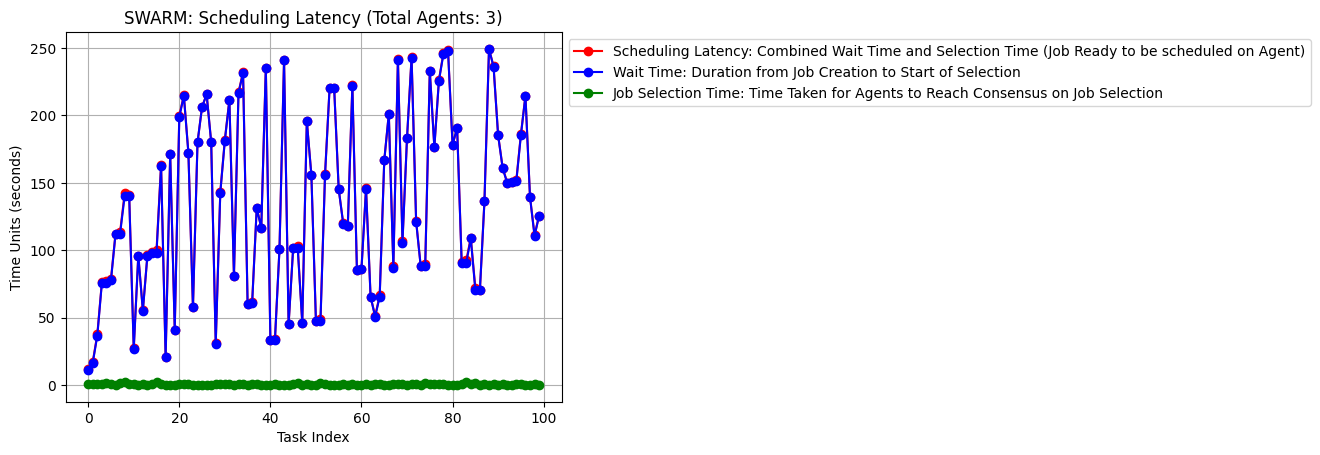 SWARM: Scheduling Latency (Total Agents: 3)
Scheduling Latency: Combined Wait Time and Selection Time (Job Ready to be scheduled on Agent)
Wait Time: Duration from Job Creation to Start of Selection
Job Selection Time: Time Taken for Agents to Reach Consensus on Job Selection
Time Units (seconds)
250
200
150
100
50
0
0 20 40 60 80 100
Task Index